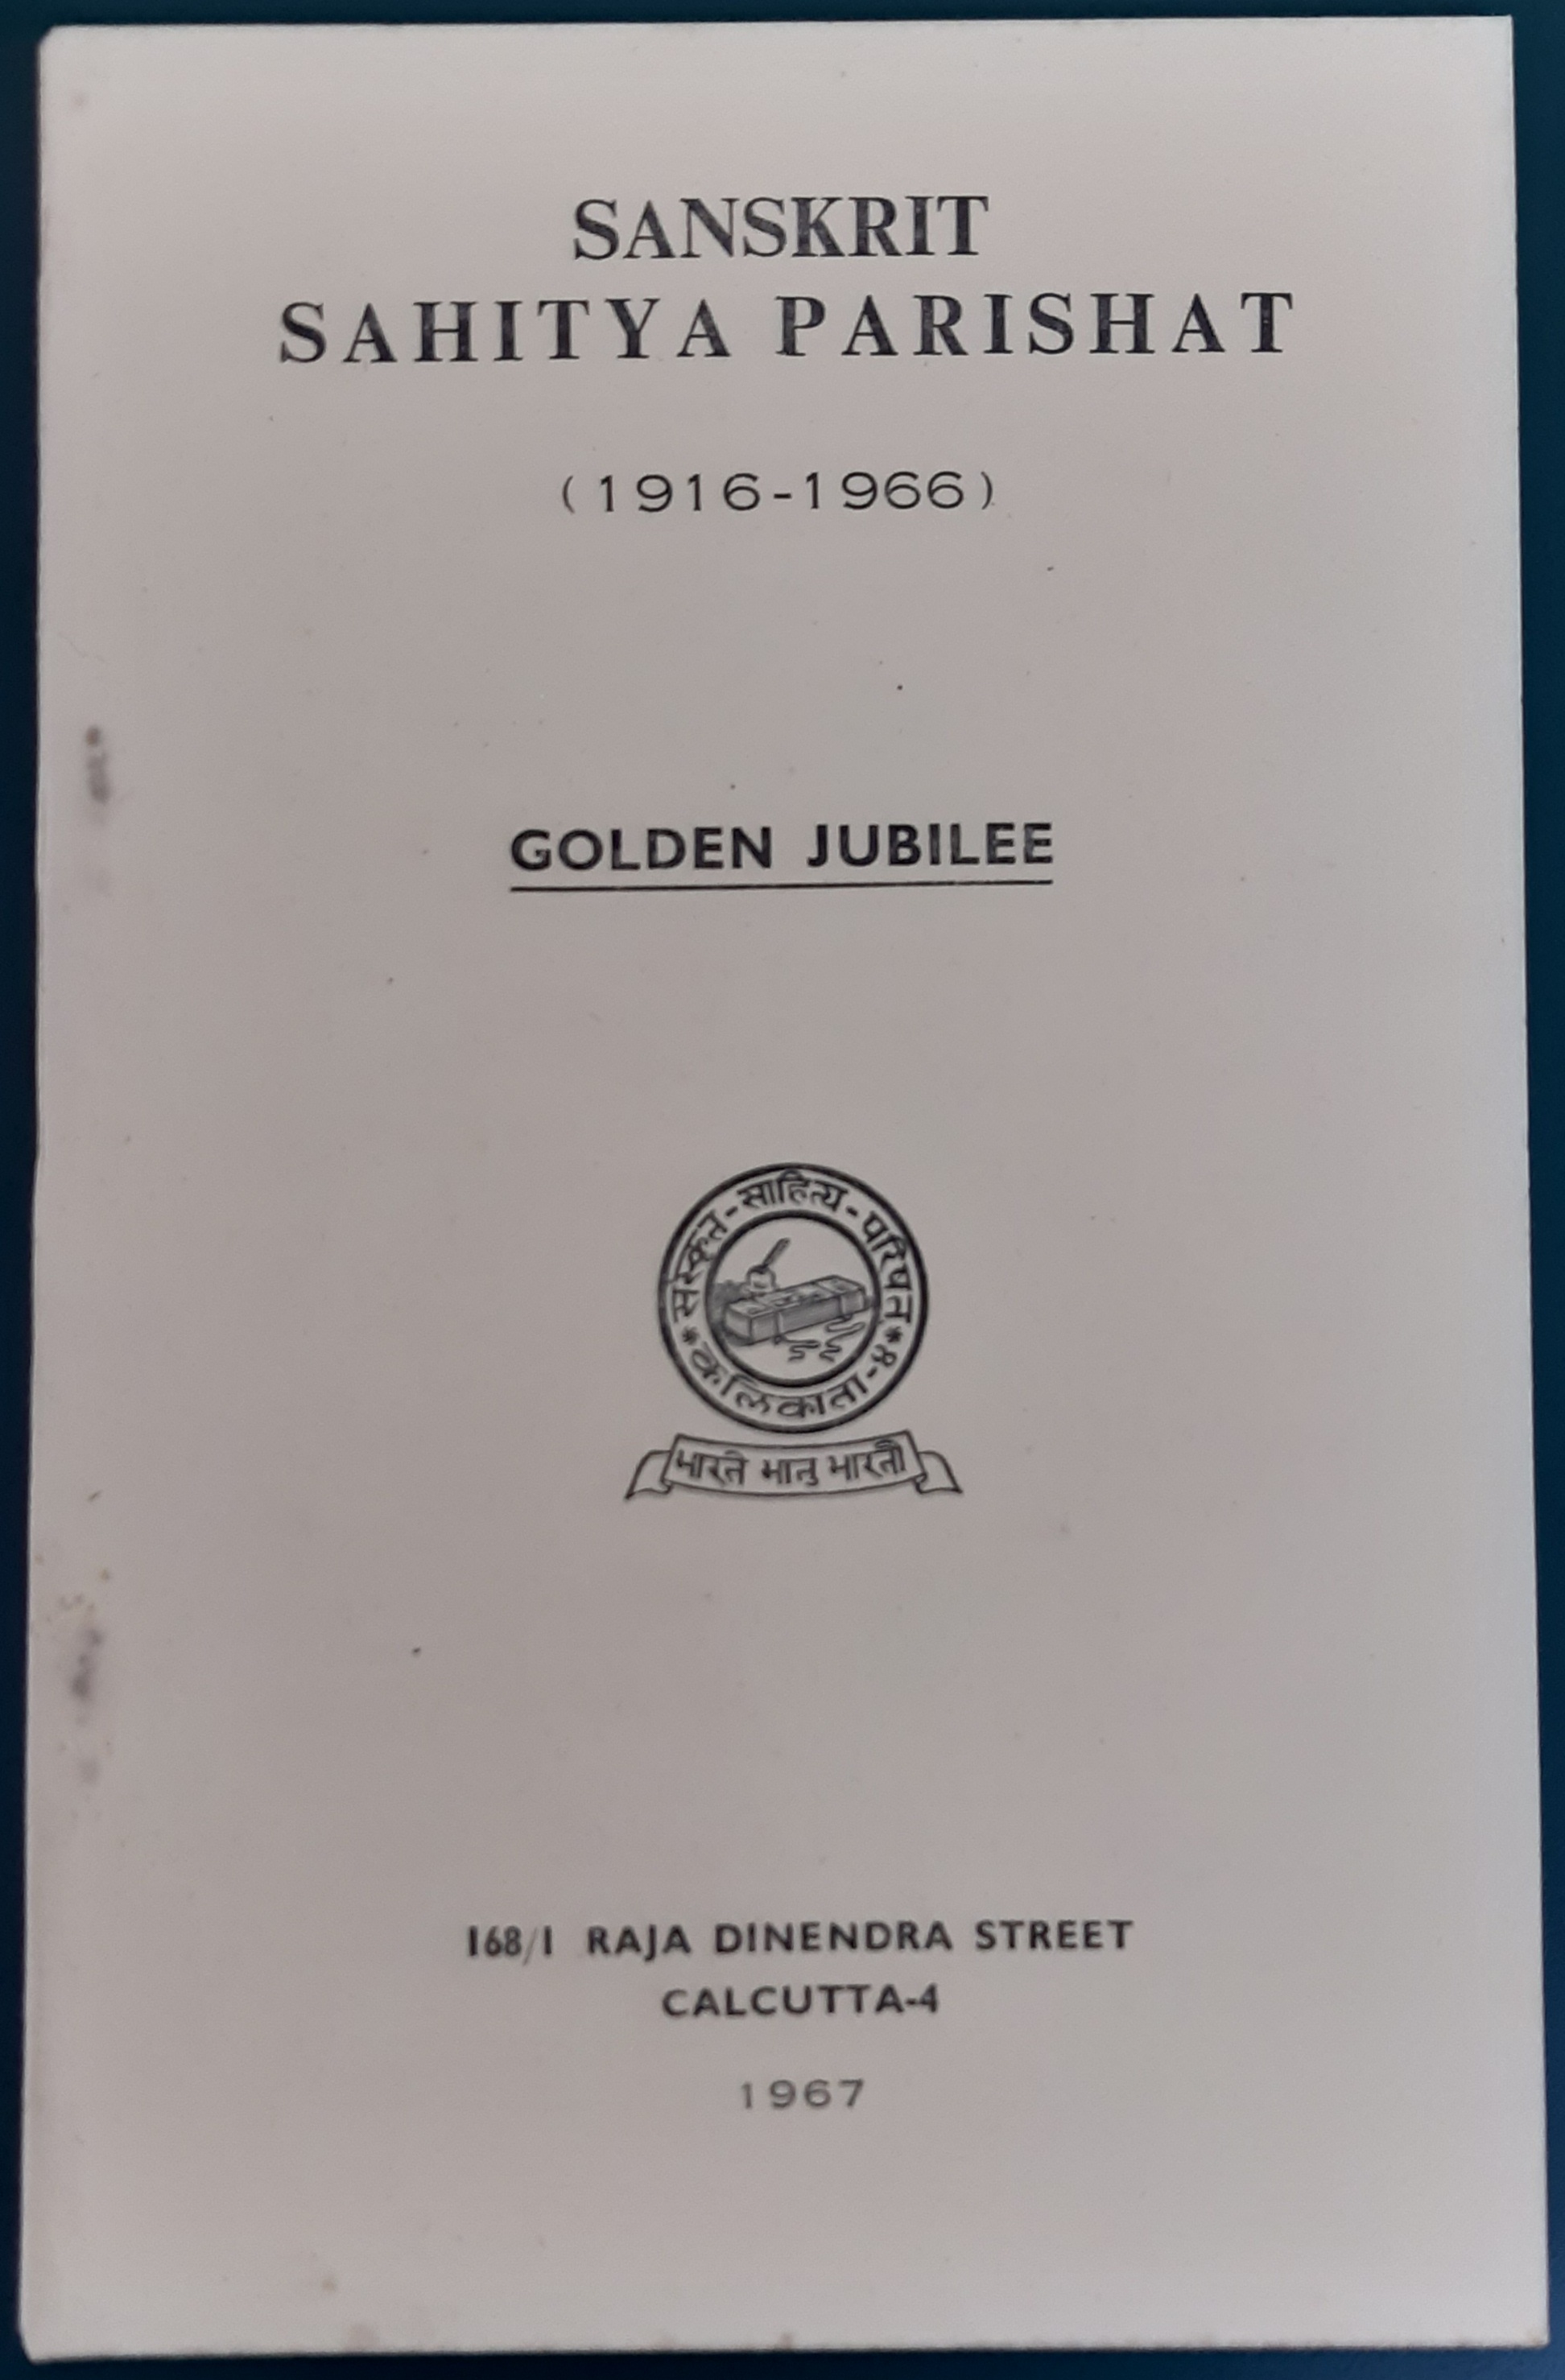 SANSKRIT
SAHITYA PARISHAT
(1916-1966)
GOLDEN JUBILEE
संस्कृत-साहित्य-परिषत्
* कलिकाता-४ *
भारते भातु भारती
168/1 RAJA DINENDRA STREET
CALCUTTA-4
1967